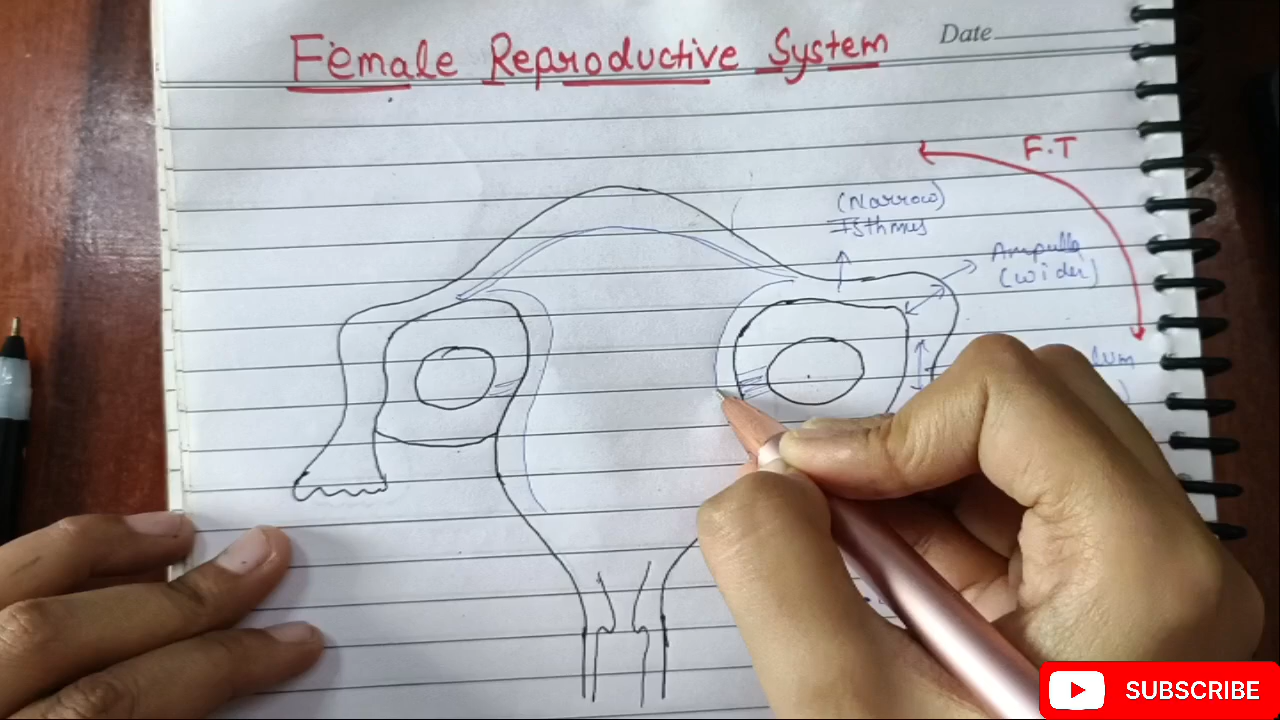 Female Reproductive System
Date
F.T
(Narrow)
Isthmus
Ampulla
(wider)
SUBSCRIBE